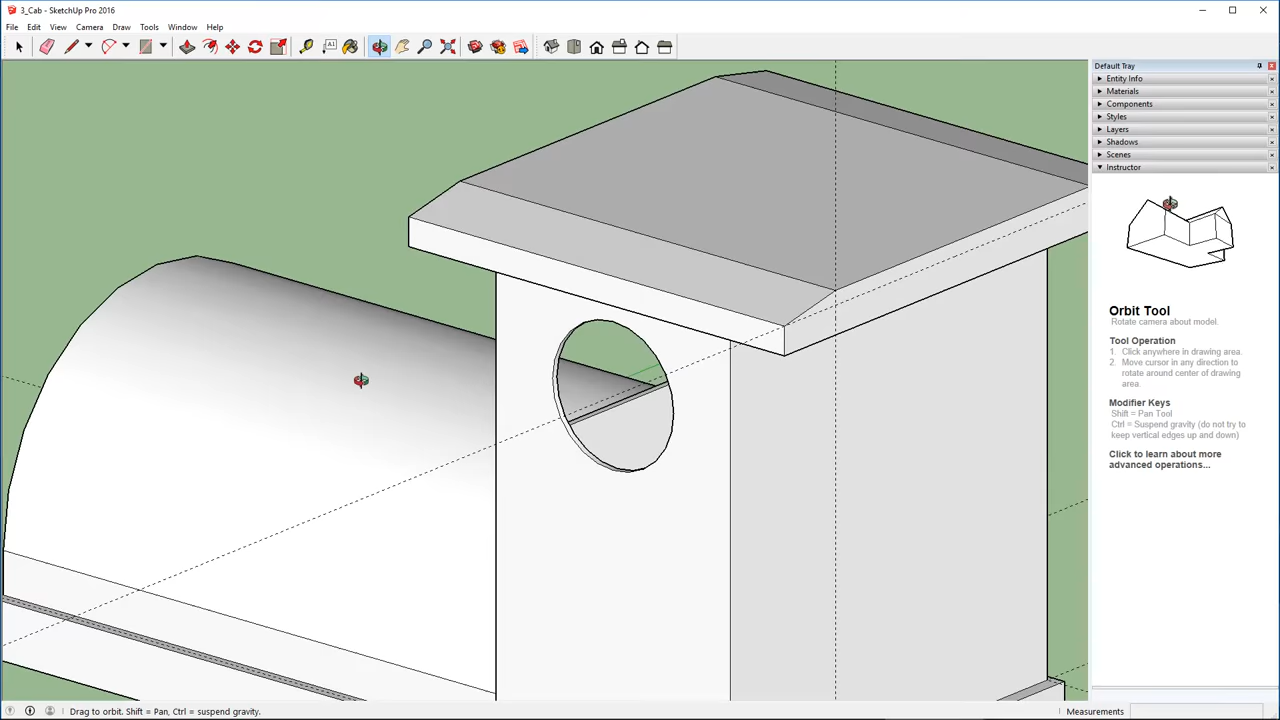 3_Cab - SketchUp Pro 2016
File Edit View Camera Draw Tools Window Help
A1
Default Tray
Entity Info
Materials
Components
Styles
Layers
Shadows
Scenes
Instructor
Orbit Tool
Rotate camera about model.
Tool Operation
1. Click anywhere in drawing area.
2. Move cursor in any direction to
rotate around center of drawing
area.
Modifier Keys
Shift = Pan Tool
Ctrl = Suspend gravity (do not try to
keep vertical edges up and down)
Click to learn about more
advanced operations...
Drag to orbit. Shift = Pan, Ctrl = suspend gravity.
Measurements